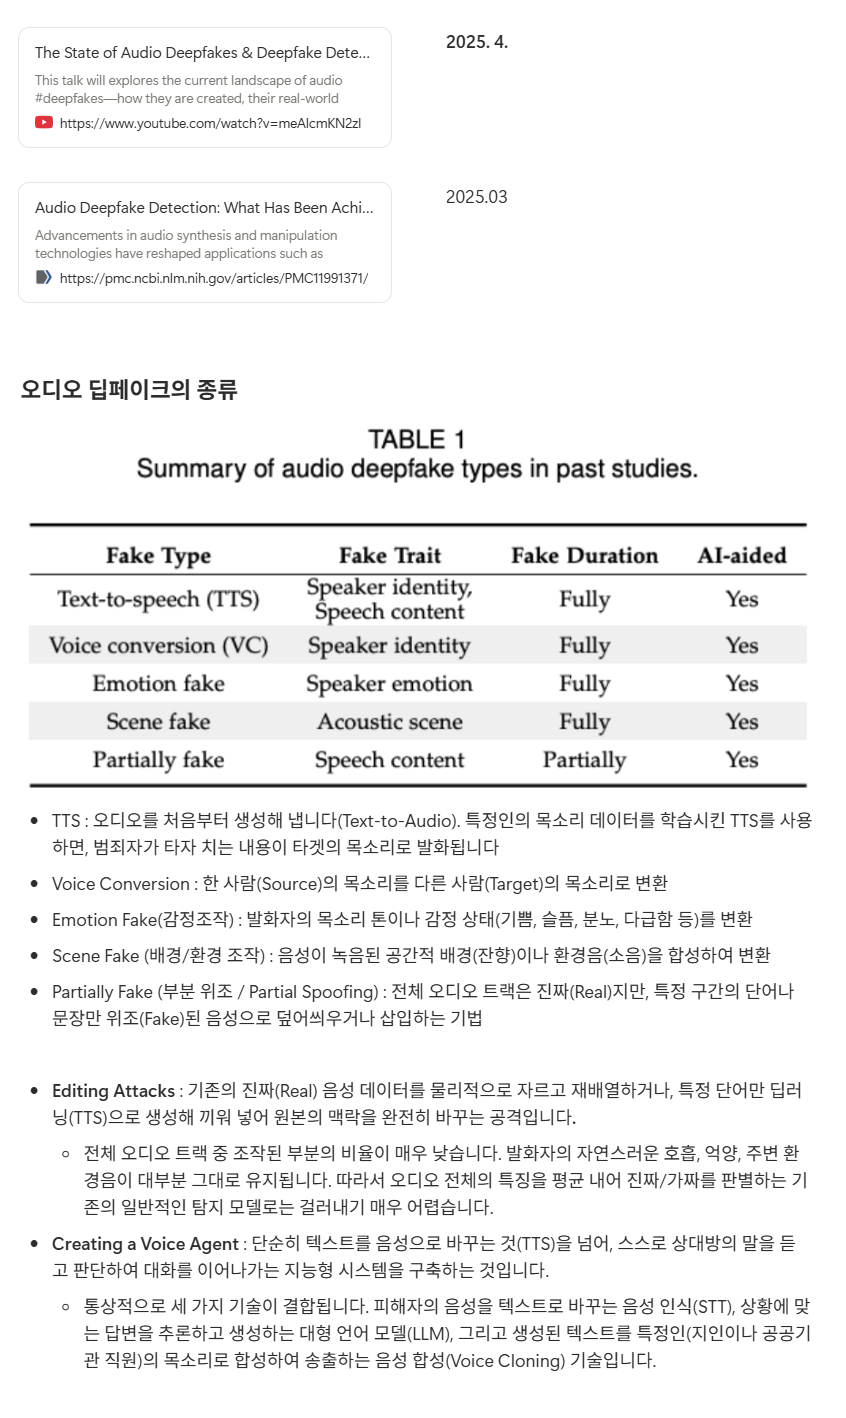 The State of Audio Deepfakes & Deepfake Dete...
2025. 4.
This talk will explores the current landscape of audio
#deepfakes—how they are created, their real-world
https://www.youtube.com/watch?v=meAlcmKN2zI
Audio Deepfake Detection: What Has Been Achi...
2025.03
Advancements in audio synthesis and manipulation
technologies have reshaped applications such as
https://pmc.ncbi.nlm.nih.gov/articles/PMC11991371/
오디오 딥페이크의 종류
TABLE 1
Summary of audio deepfake types in past studies.
Fake Type Fake Trait Fake Duration AI-aided
Text-to-speech (TTS) Speaker identity, Speech content Fully Yes
Voice conversion (VC) Speaker identity Fully Yes
Emotion fake Speaker emotion Fully Yes
Scene fake Acoustic scene Fully Yes
Partially fake Speech content Partially Yes
• TTS : 오디오를 처음부터 생성해 냅니다(Text-to-Audio). 특정인의 목소리 데이터를 학습시킨 TTS를 사용
하면, 범죄자가 타자 치는 내용이 타겟의 목소리로 발화됩니다
• Voice Conversion : 한 사람(Source)의 목소리를 다른 사람(Target)의 목소리로 변환
• Emotion Fake(감정조작) : 발화자의 목소리 톤이나 감정 상태(기쁨, 슬픔, 분노, 다급함 등)를 변환
• Scene Fake (배경/환경 조작) : 음성이 녹음된 공간적 배경(잔향)이나 환경음(소음)을 합성하여 변환
• Partially Fake (부분 위조 / Partial Spoofing) : 전체 오디오 트랙은 진짜(Real)지만, 특정 구간의 단어나
문장만 위조(Fake)된 음성으로 덮어씌우거나 삽입하는 기법
• Editing Attacks : 기존의 진짜(Real) 음성 데이터를 물리적으로 자르고 재배열하거나, 특정 단어만 딥러
닝(TTS)으로 생성해 끼워 넣어 원본의 맥락을 완전히 바꾸는 공격입니다.
◦ 전체 오디오 트랙 중 조작된 부분의 비율이 매우 낮습니다. 발화자의 자연스러운 호흡, 억양, 주변 환
경음이 대부분 그대로 유지됩니다. 따라서 오디오 전체의 특징을 평균 내어 진짜/가짜를 판별하는 기
존의 일반적인 탐지 모델로는 걸러내기 매우 어렵습니다.
• Creating a Voice Agent : 단순히 텍스트를 음성으로 바꾸는 것(TTS)을 넘어, 스스로 상대방의 말을 듣
고 판단하여 대화를 이어나가는 지능형 시스템을 구축하는 것입니다.
◦ 통상적으로 세 가지 기술이 결합됩니다. 피해자의 음성을 텍스트로 바꾸는 음성 인식(STT), 상황에 맞
는 답변을 추론하고 생성하는 대형 언어 모델(LLM), 그리고 생성된 텍스트를 특정인(지인이나 공공기
관 직원)의 목소리로 합성하여 송출하는 음성 합성(Voice Cloning) 기술입니다.